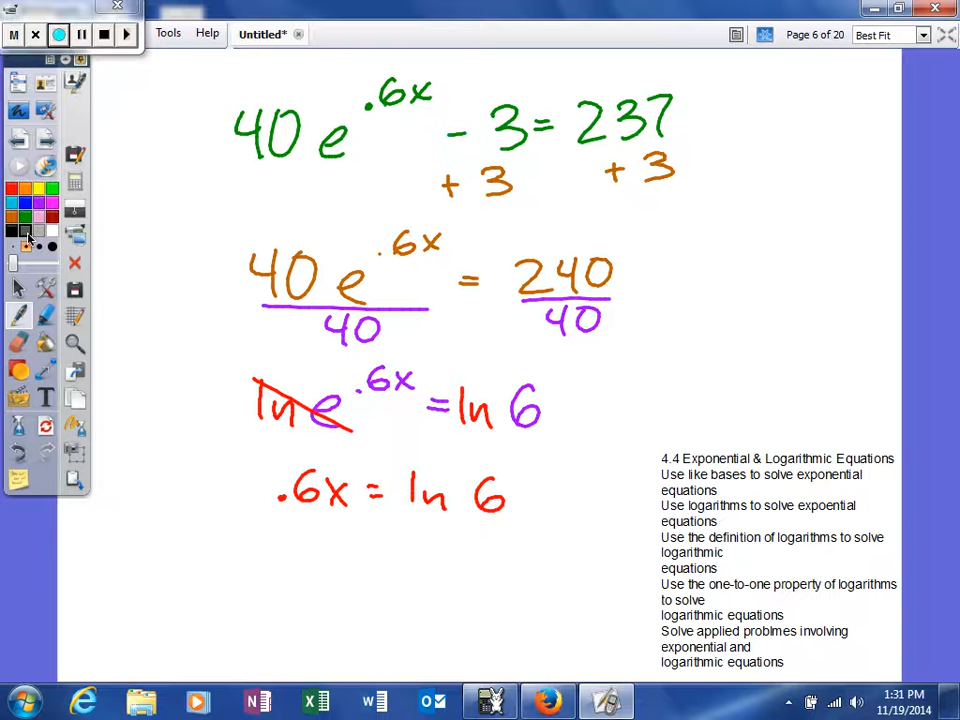 M
Tools Help Untitled* Page 6 of 20 Best Fit
40e^.6x - 3 = 237
+ 3 + 3
40e^.6x = 240
40 40
ln e^.6x = ln 6
.6x = ln 6
4.4 Exponential & Logarithmic Equations
Use like bases to solve exponential
equations
Use logarithms to solve expoential
equations
Use the definition of logarithms to solve
logarithmic
equations
Use the one-to-one property of logarithms
to solve
logarithmic equations
Solve applied problmes involving
exponential and
logarithmic equations
1:31 PM
11/19/2014